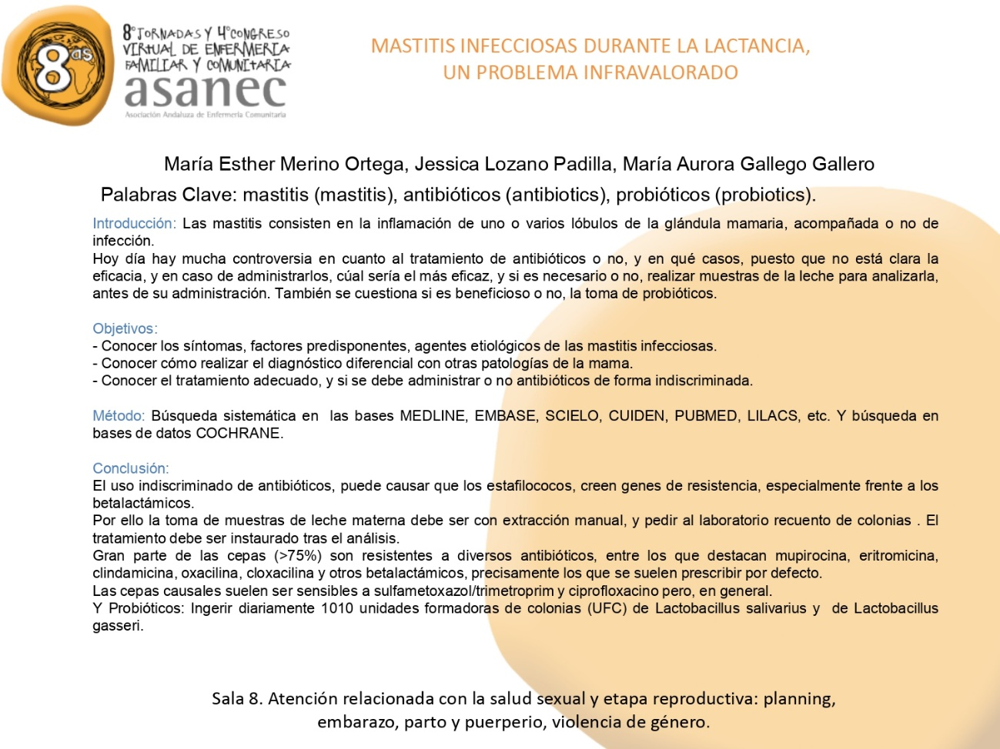 8as
8ºJORNADAS Y 4ºCONGRESO
VIRTUAL DE ENFERMERIA
FAMILIAR Y COMUNITARIA
asanec
Asociación Andaluza de Enfermería Comunitaria
MASTITIS INFECCIOSAS DURANTE LA LACTANCIA,
UN PROBLEMA INFRAVALORADO
María Esther Merino Ortega, Jessica Lozano Padilla, María Aurora Gallego Gallero
Palabras Clave: mastitis (mastitis), antibióticos (antibiotics), probióticos (probiotics).
Introducción: Las mastitis consisten en la inflamación de uno o varios lóbulos de la glándula mamaria, acompañada o no de
infección.
Hoy día hay mucha controversia en cuanto al tratamiento de antibióticos o no, y en qué casos, puesto que no está clara la
eficacia, y en caso de administrarlos, cúal sería el más eficaz, y si es necesario o no, realizar muestras de la leche para analizarla,
antes de su administración. También se cuestiona si es beneficioso o no, la toma de probióticos.
Objetivos:
- Conocer los síntomas, factores predisponentes, agentes etiológicos de las mastitis infecciosas.
- Conocer cómo realizar el diagnóstico diferencial con otras patologías de la mama.
- Conocer el tratamiento adecuado, y si se debe administrar o no antibióticos de forma indiscriminada.
Método: Búsqueda sistemática en las bases MEDLINE, EMBASE, SCIELO, CUIDEN, PUBMED, LILACS, etc. Y búsqueda en
bases de datos COCHRANE.
Conclusión:
El uso indiscriminado de antibióticos, puede causar que los estafilococos, creen genes de resistencia, especialmente frente a los
betalactámicos.
Por ello la toma de muestras de leche materna debe ser con extracción manual, y pedir al laboratorio recuento de colonias . El
tratamiento debe ser instaurado tras el análisis.
Gran parte de las cepas (>75%) son resistentes a diversos antibióticos, entre los que destacan mupirocina, eritromicina,
clindamicina, oxacilina, cloxacilina y otros betalactámicos, precisamente los que se suelen prescribir por defecto.
Las cepas causales suelen ser sensibles a sulfametoxazol/trimetroprim y ciprofloxacino pero, en general.
Y Probióticos: Ingerir diariamente 1010 unidades formadoras de colonias (UFC) de Lactobacillus salivarius y de Lactobacillus
gasseri.
Sala 8. Atención relacionada con la salud sexual y etapa reproductiva: planning,
embarazo, parto y puerperio, violencia de género.